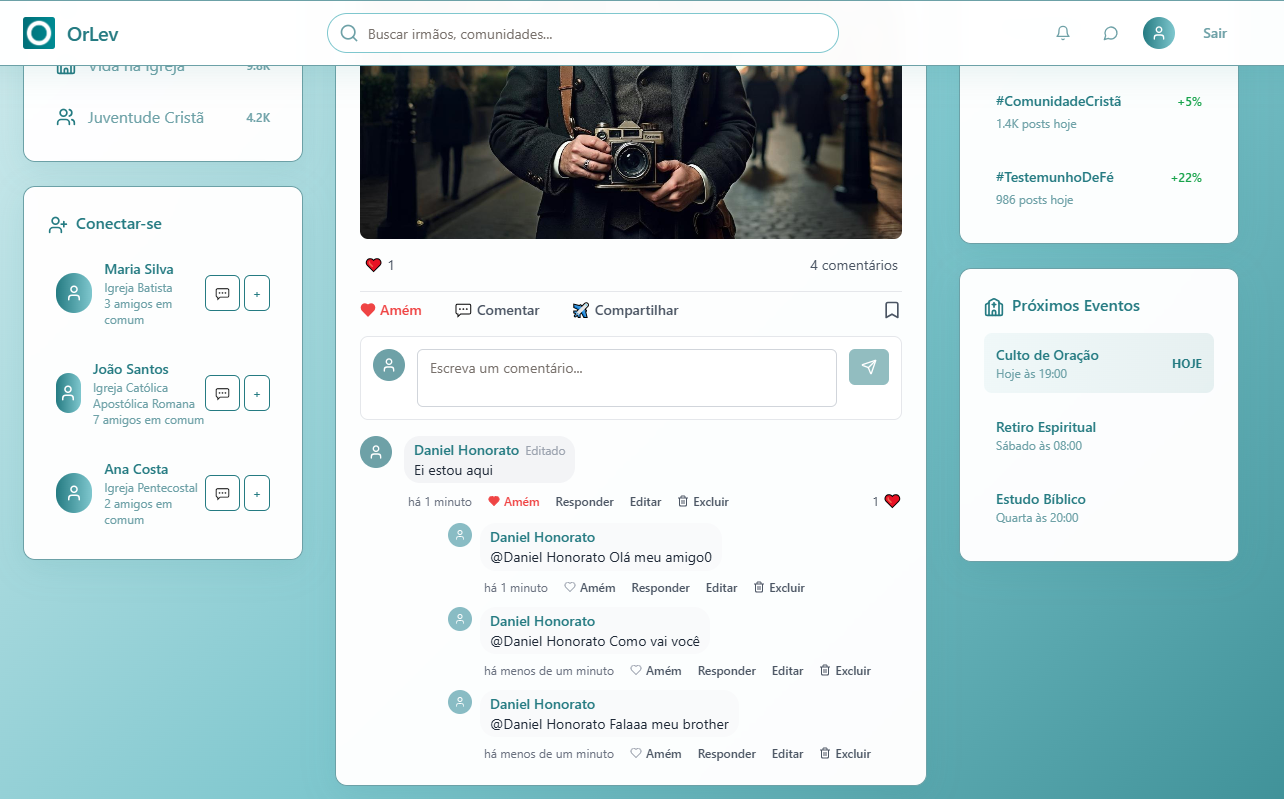 OrLev
Buscar irmãos, comunidades...
Sair
Vida na Igreja
9.8K
Juventude Cristã
4.2K
Conectar-se
Maria Silva
Igreja Batista
3 amigos em
comum
+
João Santos
Igreja Católica
Apostólica Romana
7 amigos em comum
+
Ana Costa
Igreja Pentecostal
2 amigos em
comum
+
1
4 comentários
Amém
Comentar
Compartilhar
Escreva um comentário...
Daniel Honorato Editado
Ei estou aqui
há 1 minuto Amém Responder Editar Excluir 1
Daniel Honorato
@Daniel Honorato Olá meu amigo0
há 1 minuto Amém Responder Editar Excluir
Daniel Honorato
@Daniel Honorato Como vai você
há menos de um minuto Amém Responder Editar Excluir
Daniel Honorato
@Daniel Honorato Falaaa meu brother
há menos de um minuto Amém Responder Editar Excluir
#ComunidadeCristã
+5%
1.4K posts hoje
#TestemunhoDeFé
+22%
986 posts hoje
Próximos Eventos
Culto de Oração
Hoje às 19:00
HOJE
Retiro Espiritual
Sábado às 08:00
Estudo Bíblico
Quarta às 20:00